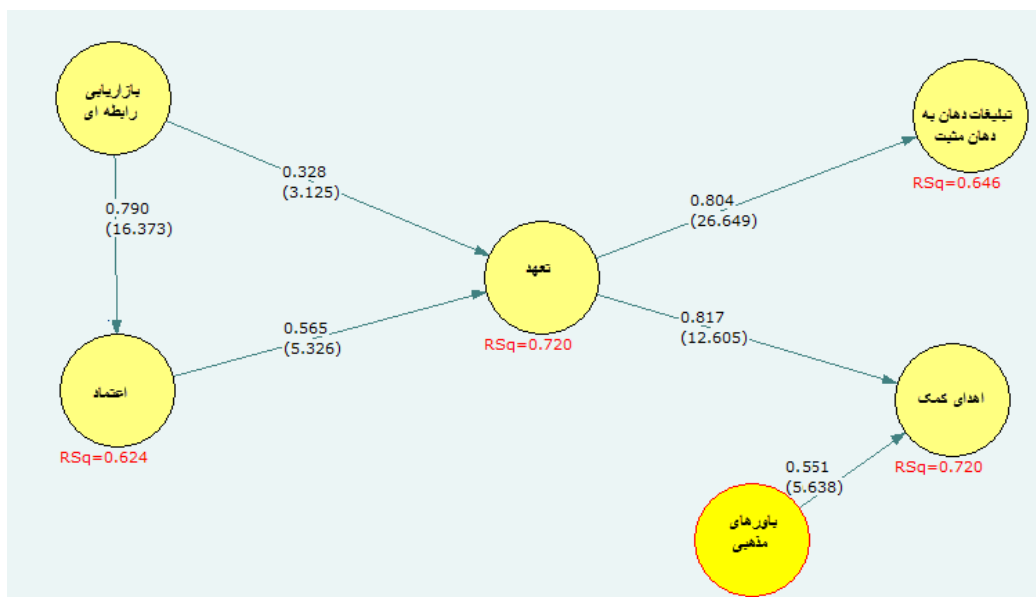 بازاریابی
رابطه ای
تبلیغات دهان به
دهان مثبت
RSq=0.646
0.328
(3.125)
0.790
(16.373)
0.804
(26.649)
تعهد
RSq=0.720
0.565
(5.326)
0.817
(12.605)
اعتماد
RSq=0.624
اهدای کمک
RSq=0.720
0.551
(5.638)
باورهای
مذهبی